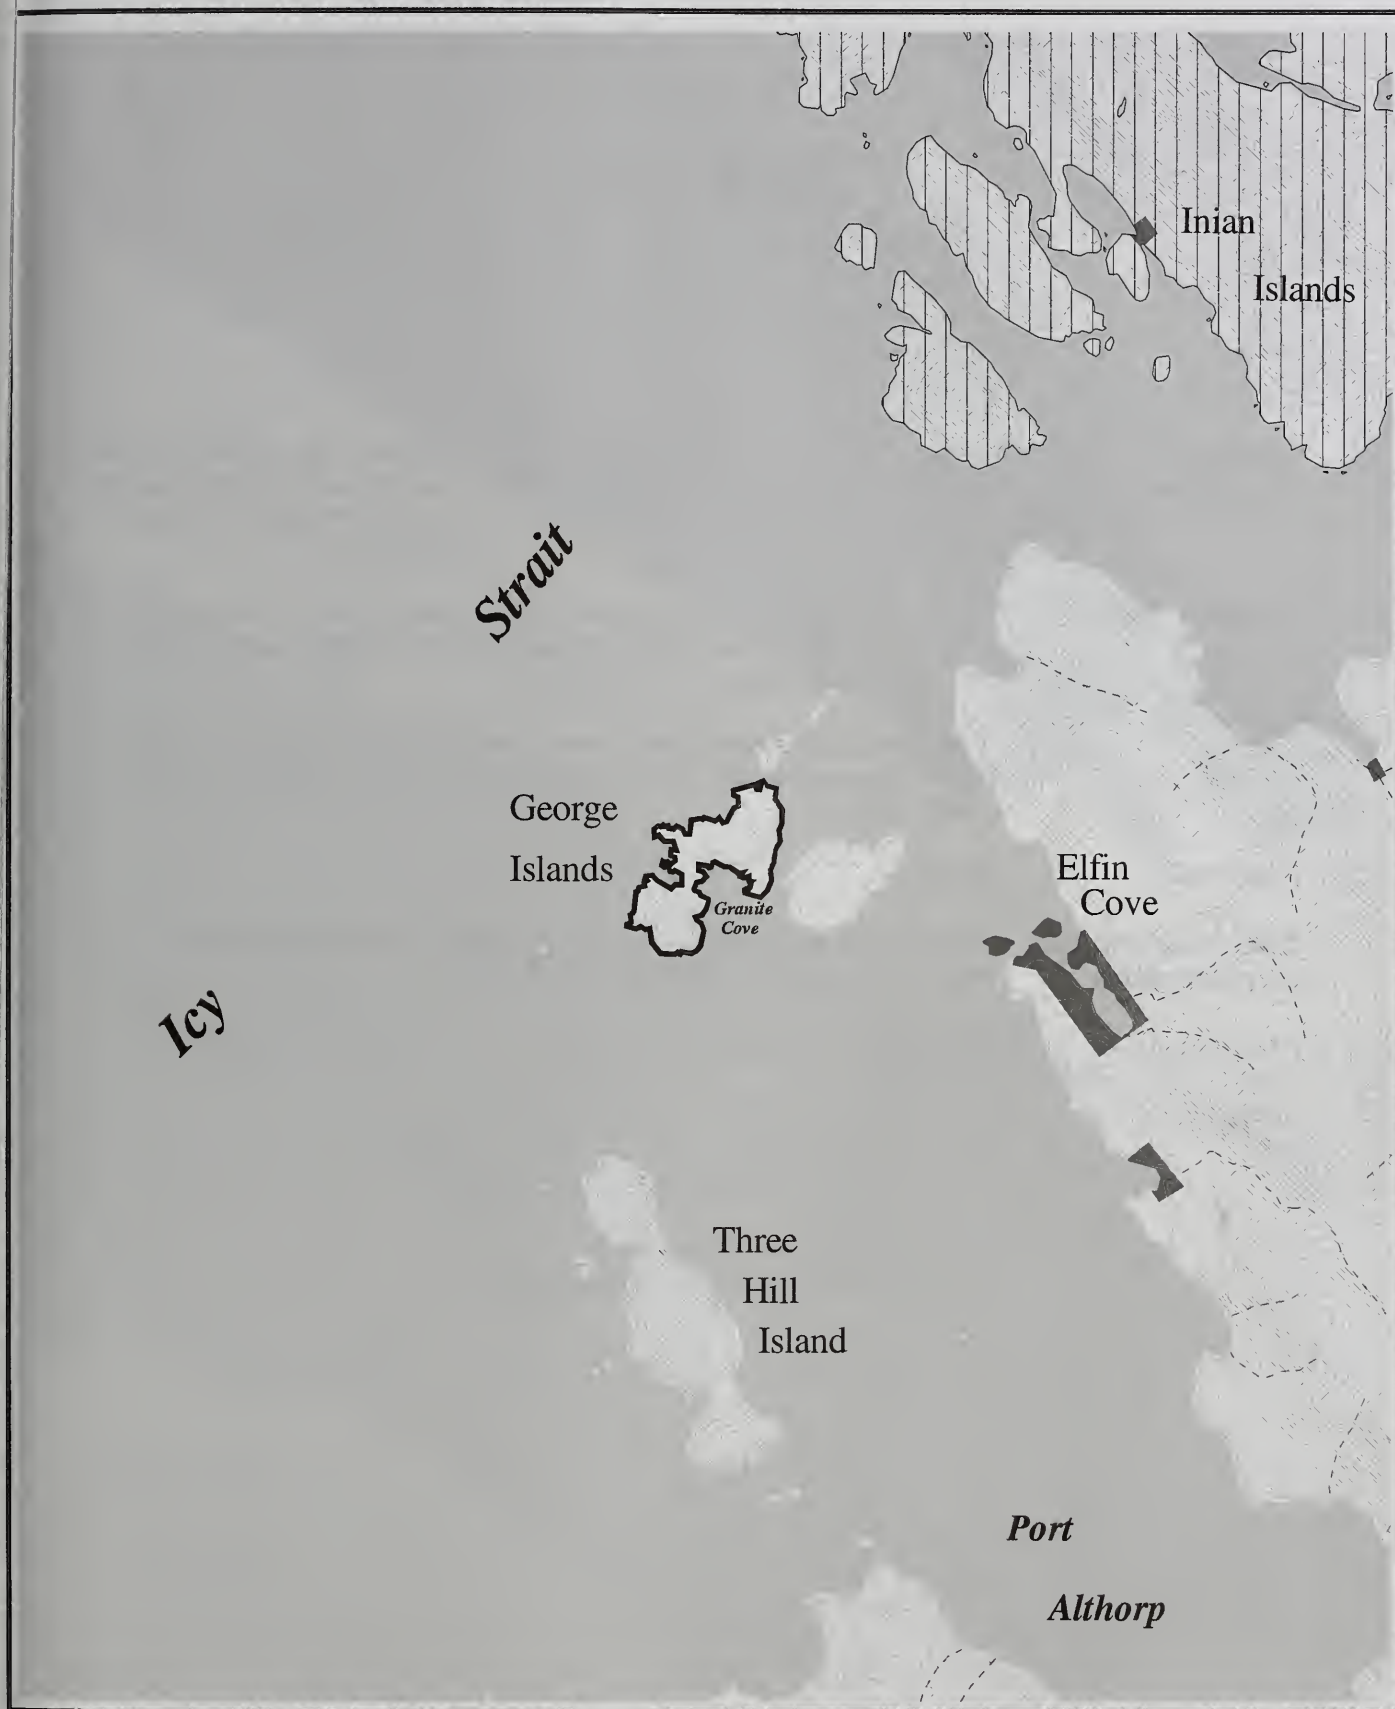 Inian
Islands
Strait
George
Islands
Granite
Cove
Elfin
Cove
Icy
Three
Hill
Island
Port
Althorp